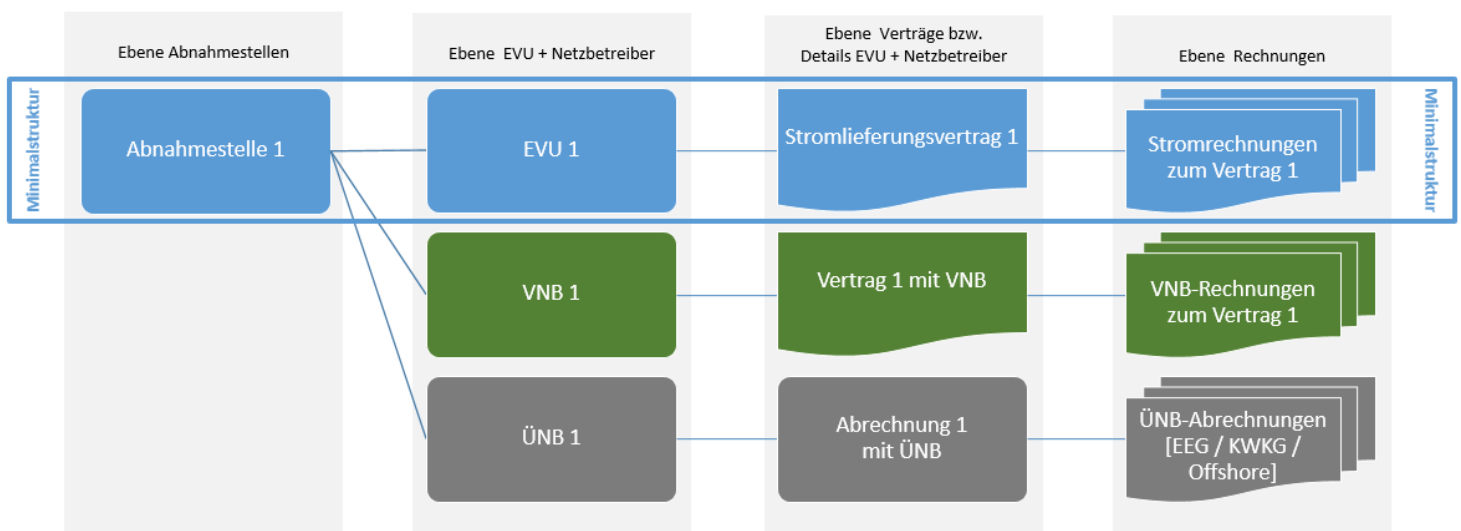 Ebene Abnahmestellen
Ebene EVU + Netzbetreiber
Ebene Verträge bzw.
Details EVU + Netzbetreiber
Ebene Rechnungen
Minimalstruktur
Abnahmestelle 1
EVU 1
Stromlieferungsvertrag 1
Stromrechnungen
zum Vertrag 1
Minimalstruktur
VNB 1
Vertrag 1 mit VNB
VNB-Rechnungen
zum Vertrag 1
ÜNB 1
Abrechnung 1
mit ÜNB
ÜNB-Abrechnungen
[EEG / KWKG /
Offshore]